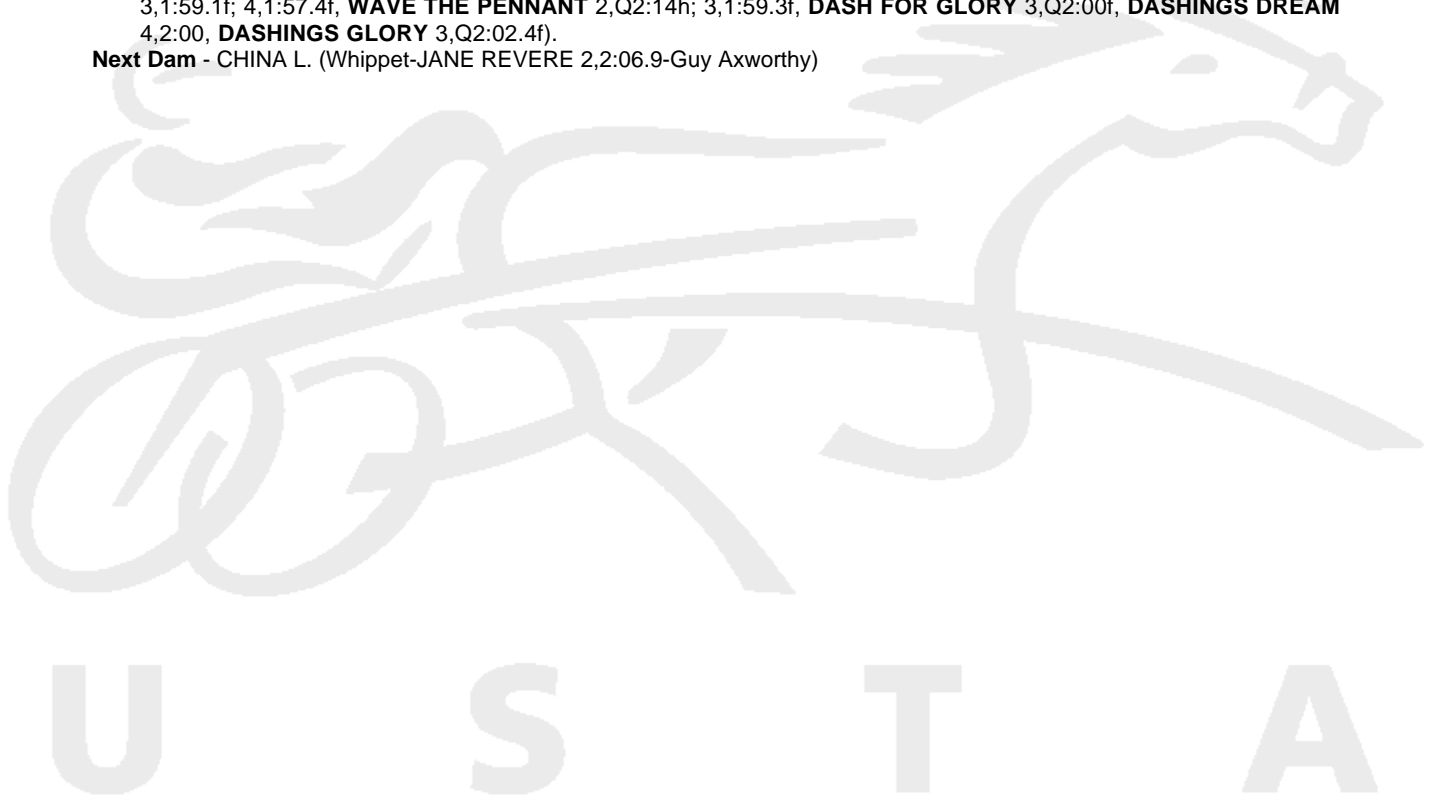 3,1:59.1f; 4,1:57.4f, WAVE THE PENNANT 2,Q2:14h; 3,1:59.3f, DASH FOR GLORY 3,Q2:00f, DASHINGS DREAM
4,2:00, DASHINGS GLORY 3,Q2:02.4f).
Next Dam - CHINA L. (Whippet-JANE REVERE 2,2:06.9-Guy Axworthy)
U S T A